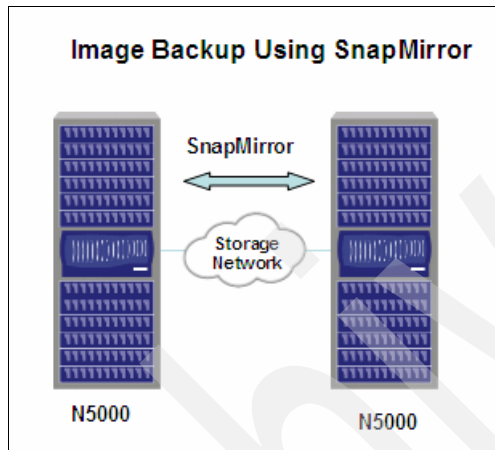 Image Backup Using SnapMirror
SnapMirror
Storage
Network
N5000
N5000